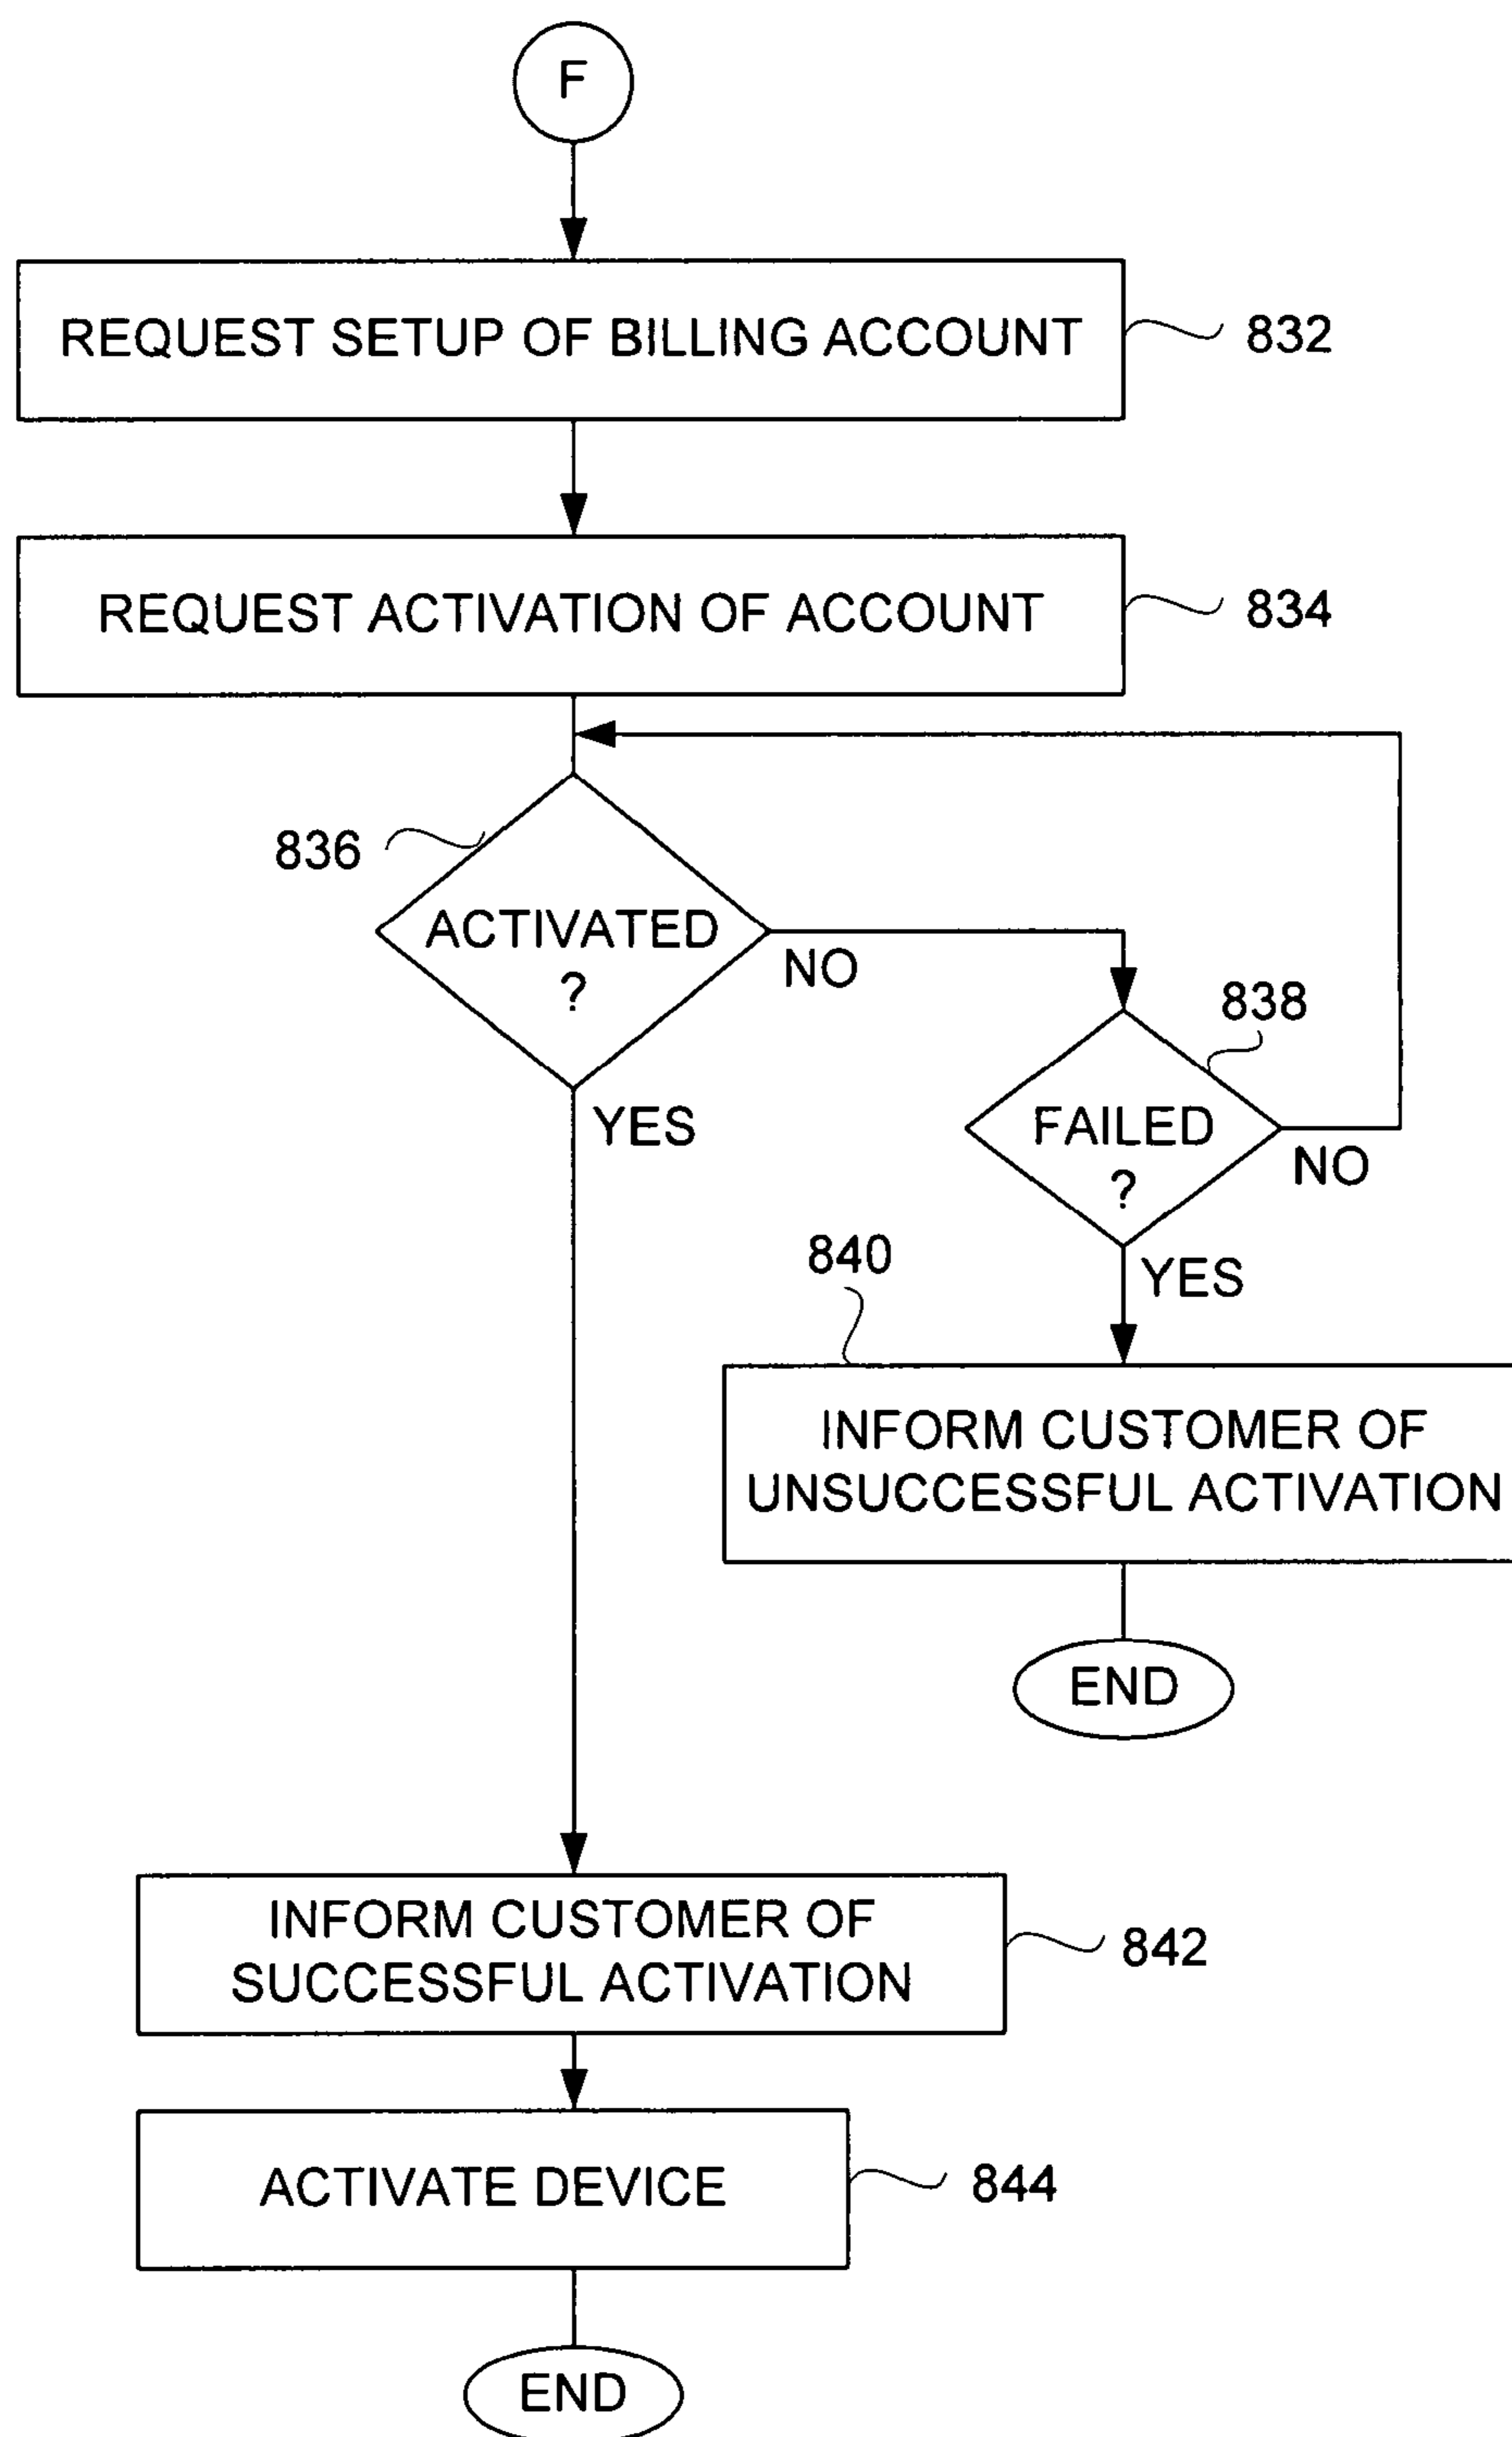 F
REQUEST SETUP OF BILLING ACCOUNT
832
REQUEST ACTIVATION OF ACCOUNT
834
836
ACTIVATED
?
NO
838
YES
FAILED
?
NO
840
YES
INFORM CUSTOMER OF
UNSUCCESSFUL ACTIVATION
END
INFORM CUSTOMER OF
SUCCESSFUL ACTIVATION
842
ACTIVATE DEVICE
844
END